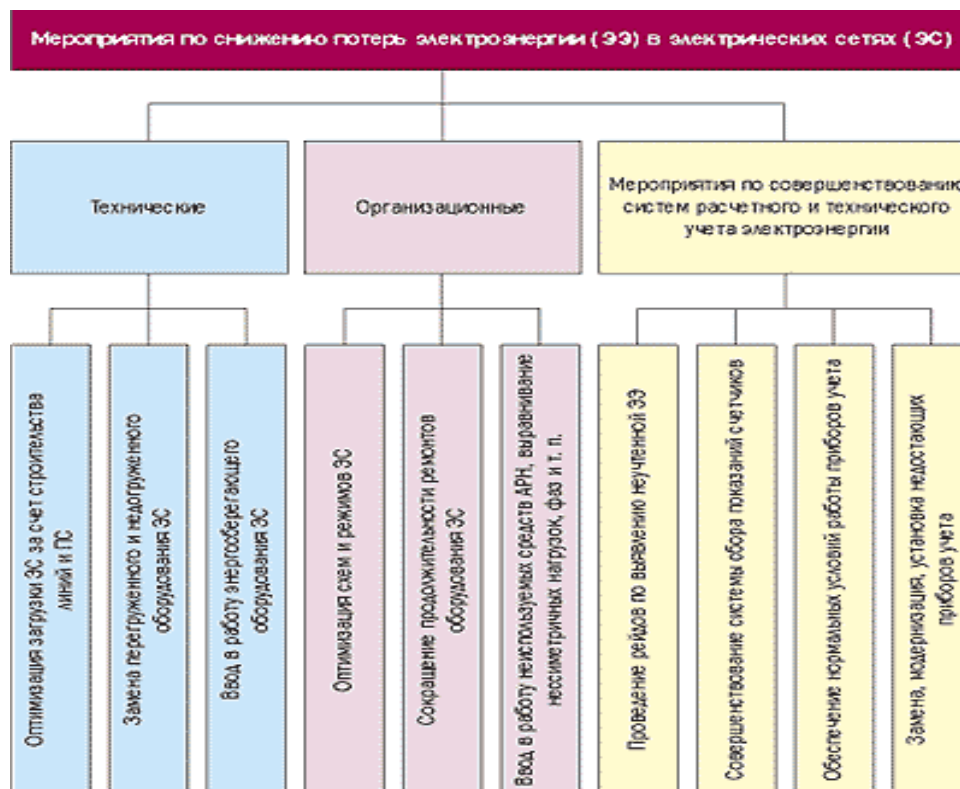 Мероприятия по снижению потерь электроэнергии (ЭЭ) в электрических сетях (ЭС)
Технические
Организационные
Мероприятия по совершенствованию
систем расчетного и технического
учета электроэнергии
Оптимизация загрузки ЭС за счет строительства
линий и ПС
Замена перегруженного и недогруженного
оборудования ЭС
Ввод в работу энергосберегающего
оборудования ЭС
Оптимизация схем и режимов ЭС
Сокращение продолжительности ремонтов
оборудования ЭС
Ввод в работу неиспользуемых средств АРН, выравнивание
нессиметричных нагрузок, фаз и т. п.
Проведение рейдов по выявлению неучтенной ЭЭ
Совершенствование системы сбора показаний счетчиков
Обеспечение нормальных условий работы приборов учета
Замена, модернизация, установка недостающих
приборов учета